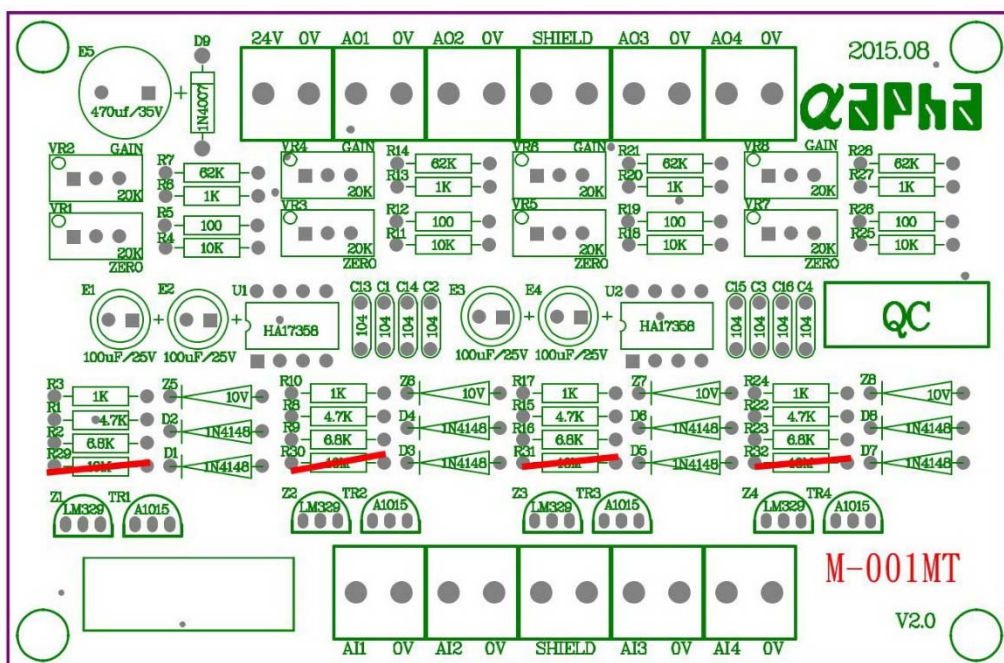 24V 0V AO1 0V AO2 0V SHIELD AO3 0V AO4 0V
2015.08
E5
470uf/35V
D9
1N4007
αapha
VR2 GAIN
20K
VR1
20K
ZERO
R7 62K
R6 1K
R5 100
R4 10K
VR4 GAIN
20K
VR3
20K
ZERO
R14 62K
R13 1K
R12 100
R11 10K
VR6 GAIN
20K
VR5
20K
ZERO
R21 62K
R20 1K
R19 100
R18 10K
VR8 GAIN
20K
VR7
20K
ZERO
R28 62K
R27 1K
R26 100
R25 10K
E1 E2 U1
100uF/25V 100uF/25V HA17358
C13 C1 C14 C2
104 104 104 104
E3 E4 U2
100uF/25V 100uF/25V HA17358
C15 C3 C16 C4
104 104 104 104
QC
R3 1K Z5 10V
R1 4.7K D2 1N4148
R2 6.8K
R29 10M D1 1N4148
R10 1K Z6 10V
R8 4.7K D4 1N4148
R9 6.8K
R30 10M D3 1N4148
R17 1K Z7 10V
R15 4.7K D6 1N4148
R16 6.8K
R31 10M D5 1N4148
R24 1K Z8 10V
R22 4.7K D8 1N4148
R23 6.8K
R32 10M D7 1N4148
Z1 LM329 TR1 A1015
Z2 LM329 TR2 A1015
Z3 LM329 TR3 A1015
Z4 LM329 TR4 A1015
M-001MT
V2.0
AI1 0V AI2 0V SHIELD AI3 0V AI4 0V